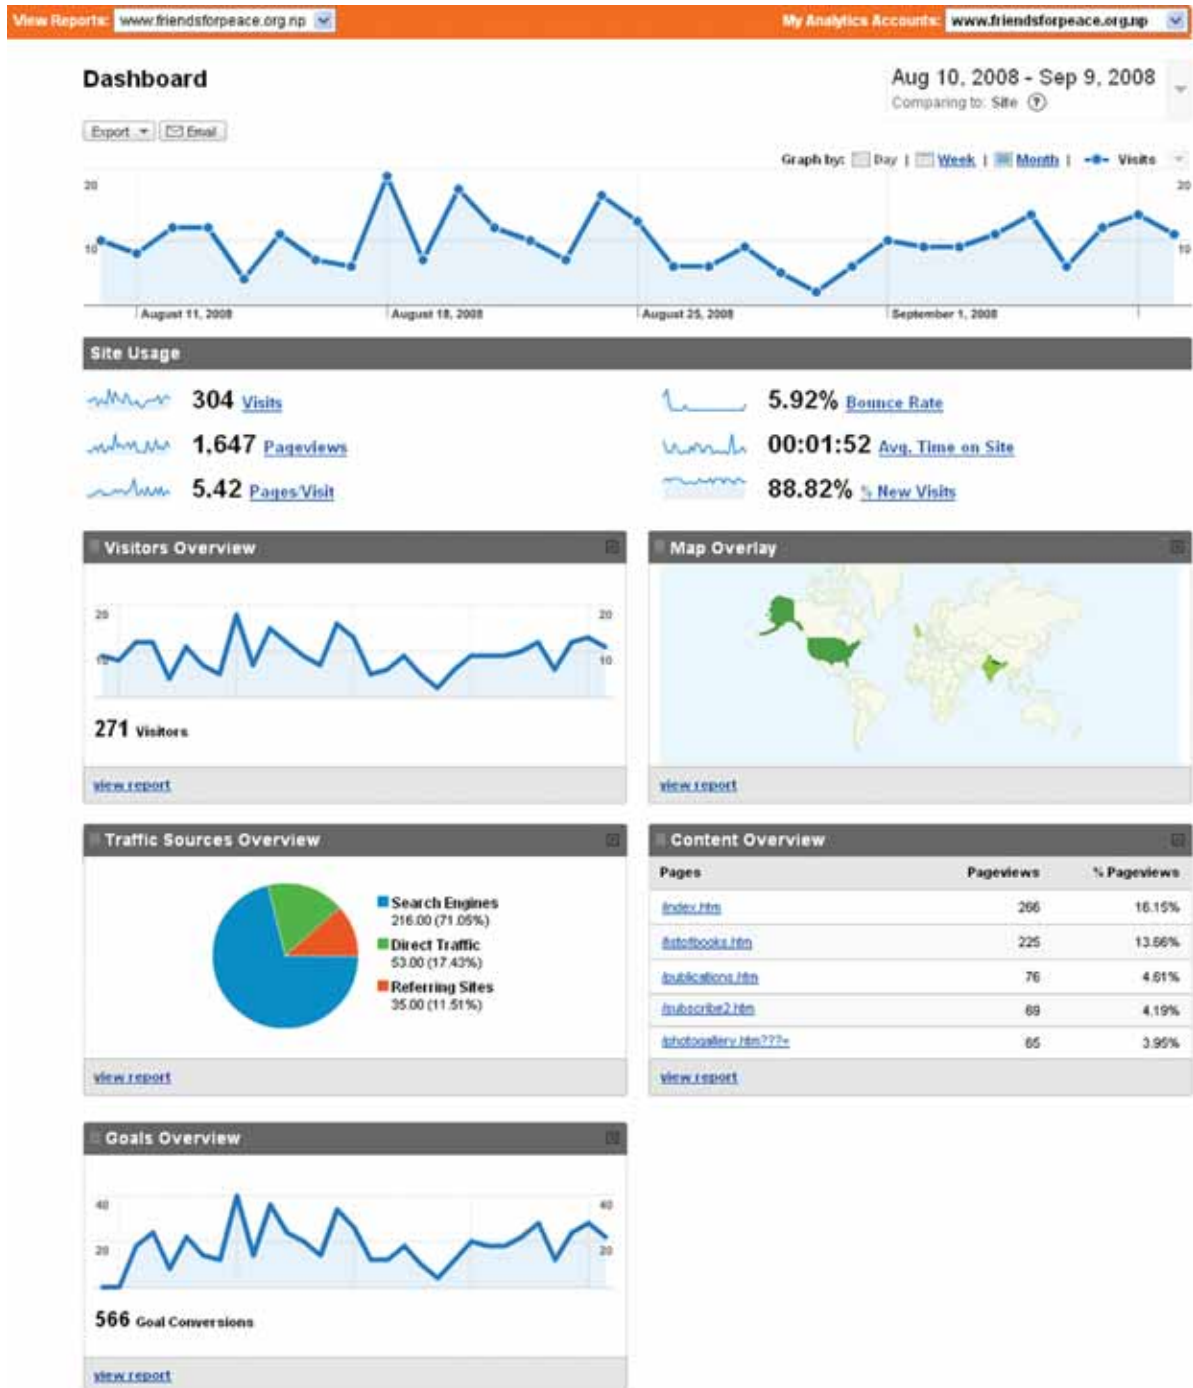 View Reports: www.friendsforpeace.org.np My Analytics Accounts: www.friendsforpeace.org.np
Dashboard
Aug 10, 2008 - Sep 9, 2008
Comparing to: Site ?
Export Email
Graph by: Day | Week | Month | Visits
20 20
10 10
August 11, 2008 August 18, 2008 August 25, 2008 September 1, 2008
Site Usage
304 Visits 5.92% Bounce Rate
1,647 Pageviews 00:01:52 Avg. Time on Site
5.42 Pages/Visit 88.82% % New Visits
Visitors Overview Map Overlay
20 20
10 10
271 Visitors
view report view report
Traffic Sources Overview
Search Engines
216.00 (71.05%)
Direct Traffic
53.00 (17.43%)
Referring Sites
35.00 (11.51%)
view report
Content Overview
Pages Pageviews % Pageviews
/index.htm 266 16.15%
/listofbooks.htm 225 13.66%
/publications.htm 76 4.61%
/subscribe2.htm 69 4.19%
/photogallery.htm???= 65 3.95%
view report
Goals Overview
40 40
20 20
566 Goal Conversions
view report